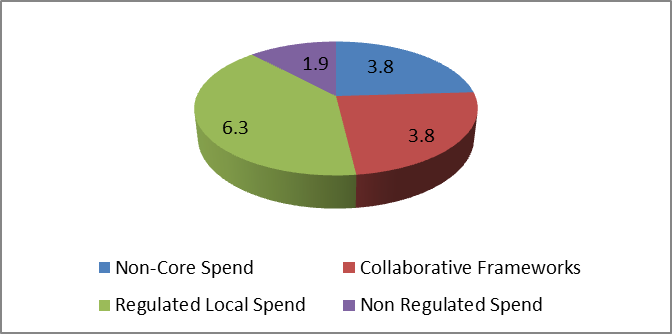 1.9
3.8
6.3
3.8
Non-Core Spend
Collaborative Frameworks
Regulated Local Spend
Non Regulated Spend